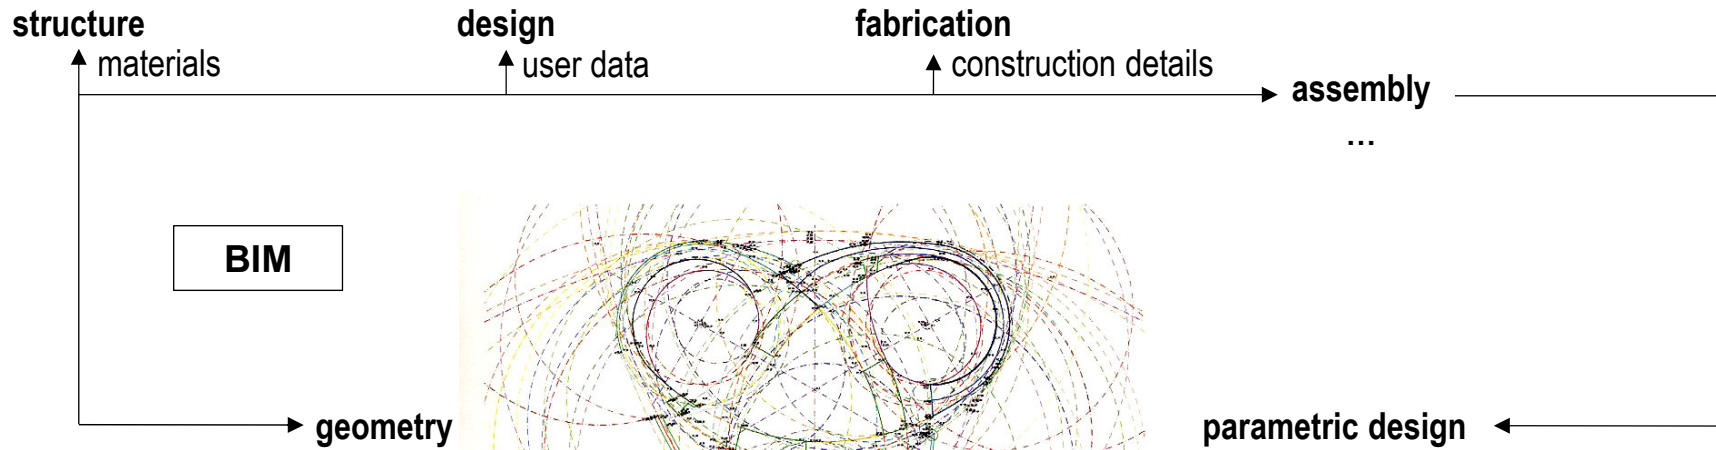 structure
design
fabrication
materials
user data
construction details
assembly
...
BIM
geometry
parametric design